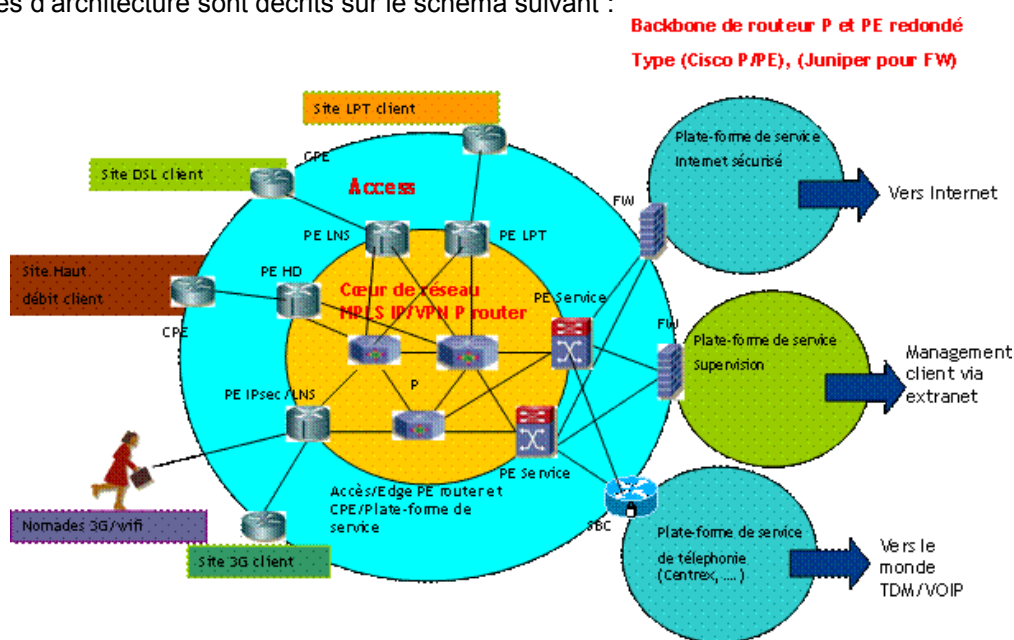 es d'architecture sont décrits sur le schéma suivant :
Backbone de routeur P et PE redondé
Type (Cisco P/PE), (Juniper pour FW)
Site LPT client
CPE
Site DSL client
Access
Plate-forme de service
Internet sécurisé
Vers Internet
FW
PE LNS
PE LPT
Site Haut
débit client
PE HD
Cœur de réseau
MPLS IP/VPN P router
PE Service
CPE
FW
Plate-forme de service
Supervision
Management
client via
extranet
P
PE IPsec/LNS
PE Service
Accès/Edge PE router et
CPE/Plate-forme de
service
SBC
Nomades 3G/wifi
Site 3G client
Plate-forme de service
de télephonie
(Centrex, .... )
Vers le
monde
TDM/VOIP